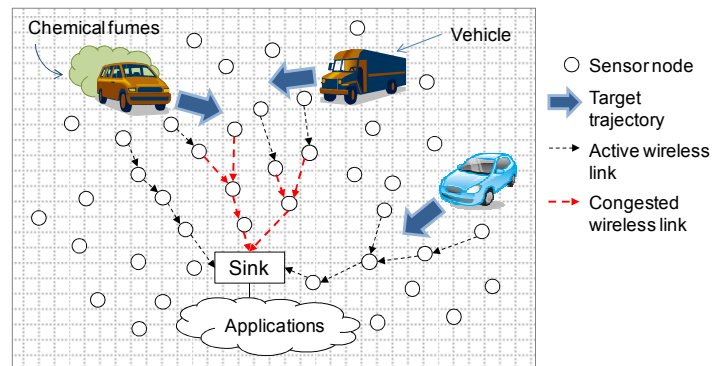 Chemical fumes
Vehicle
Sensor node
Target
trajectory
Active wireless
link
Congested
wireless link
Sink
Applications